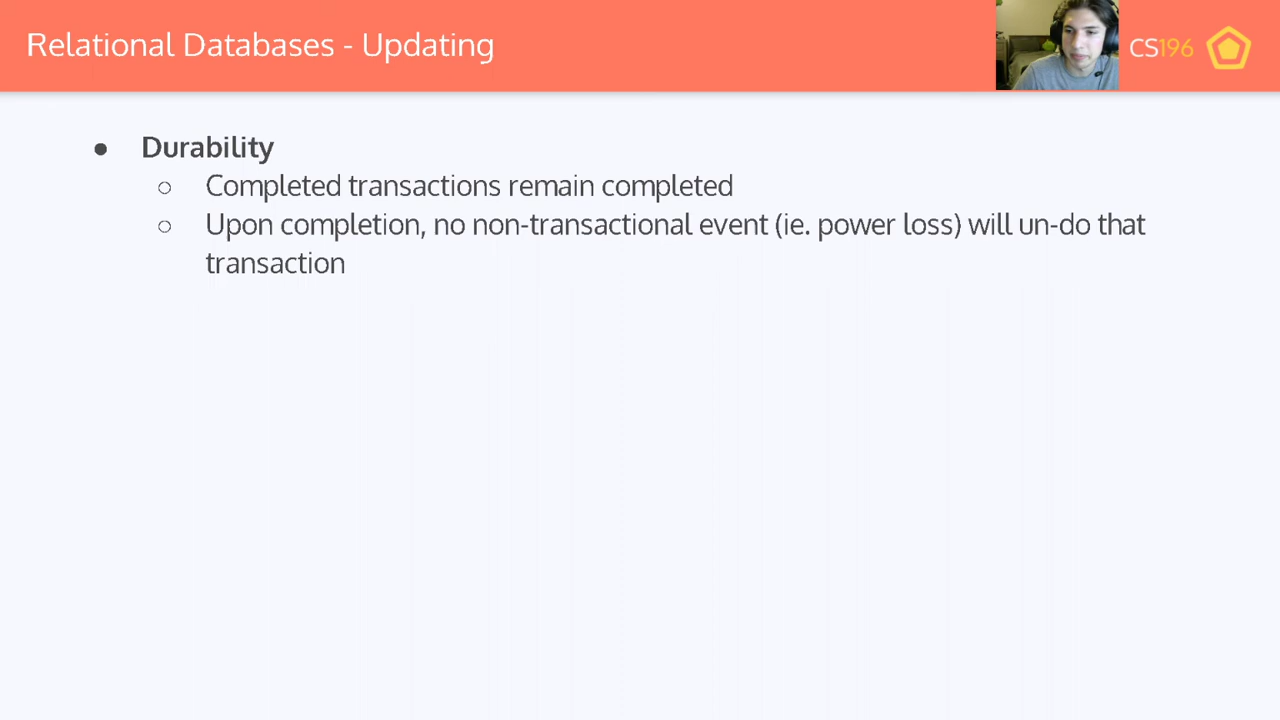 Relational Databases - Updating
CS196
● Durability
○ Completed transactions remain completed
○ Upon completion, no non-transactional event (ie. power loss) will un-do that
transaction